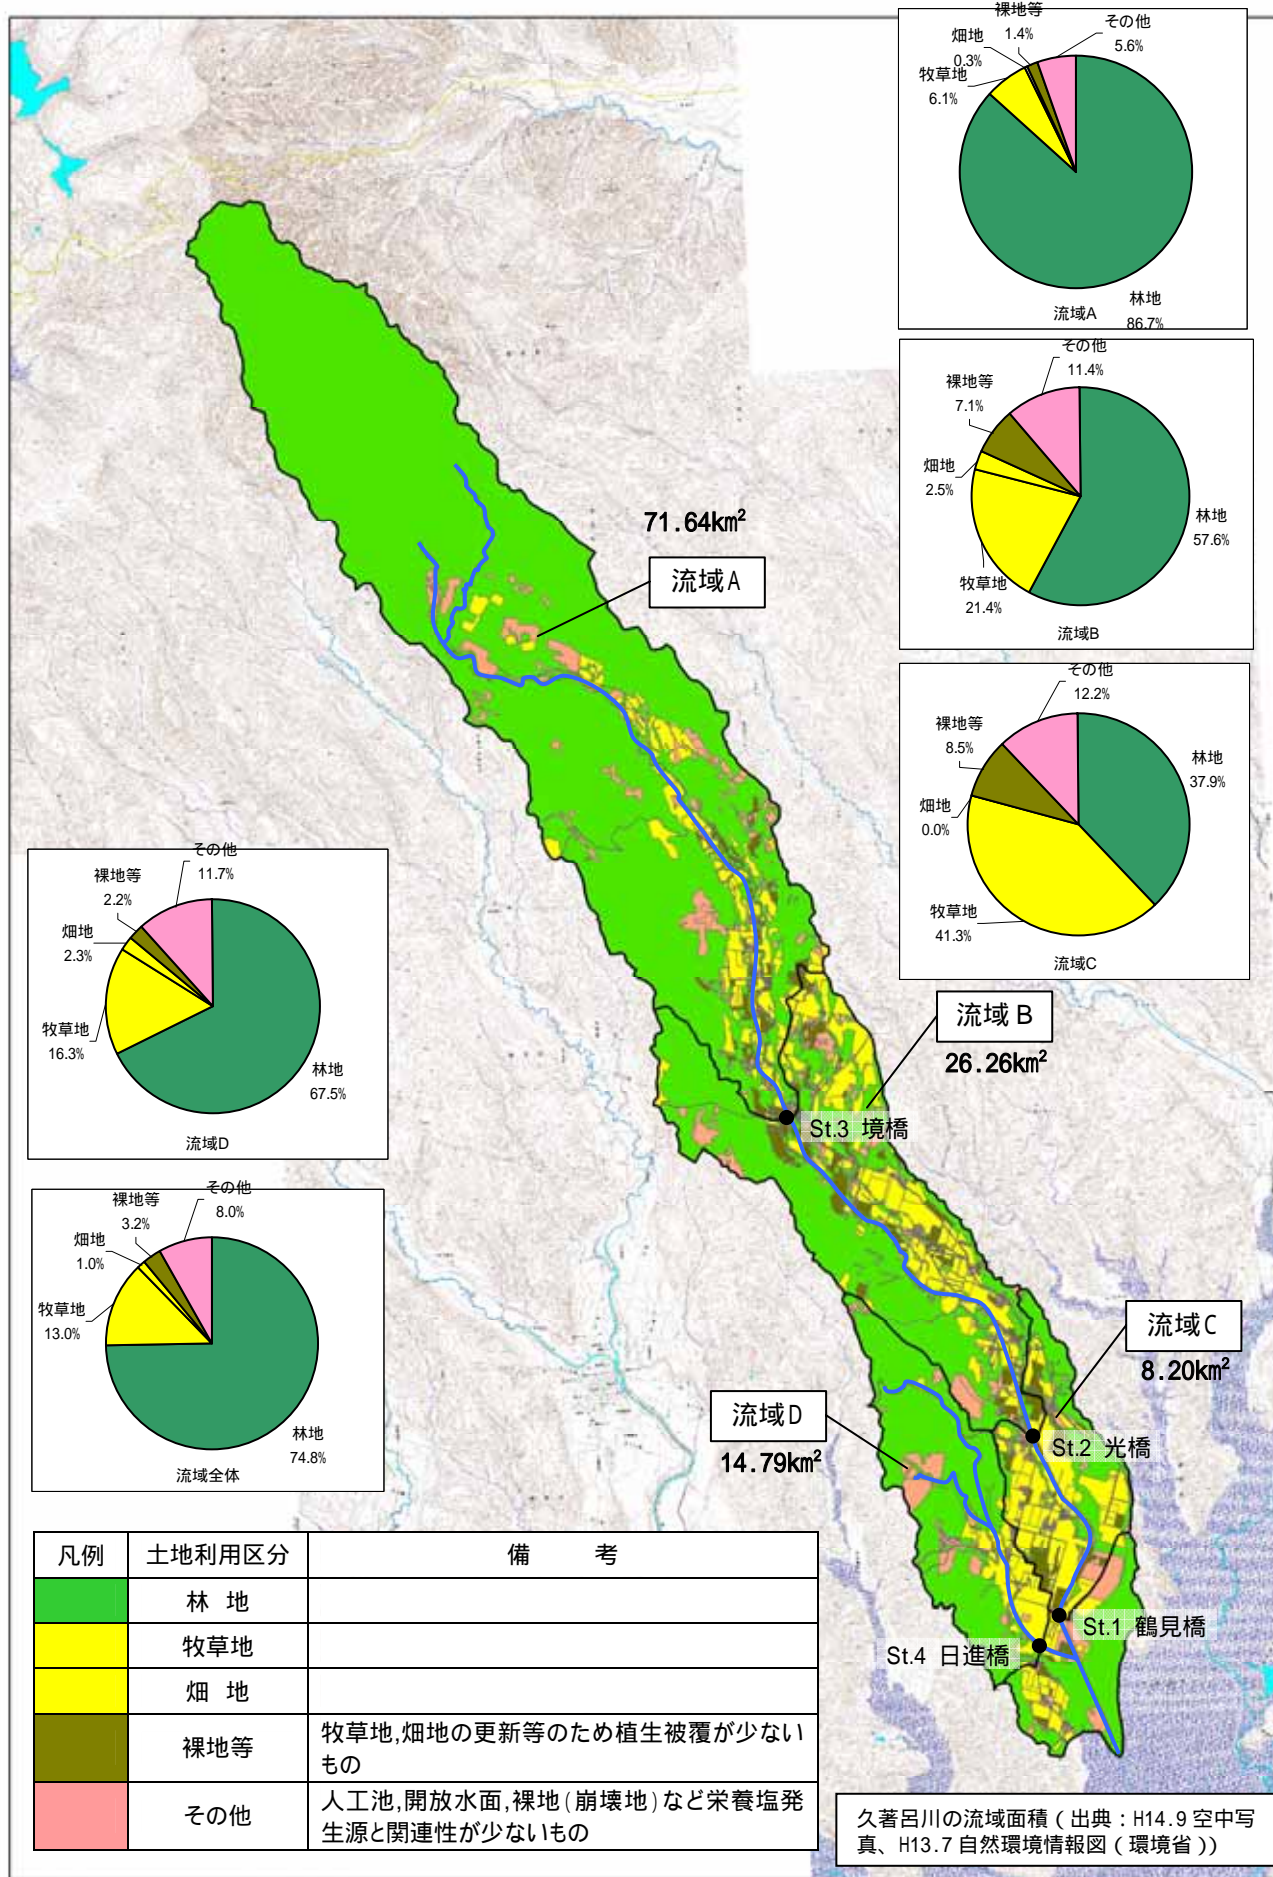 裸地等
1.4%
その他
5.6%
畑地
0.3%
牧草地
6.1%
林地
86.7%
流域A
その他
11.4%
裸地等
7.1%
畑地
2.5%
林地
57.6%
牧草地
21.4%
流域B
その他
12.2%
裸地等
8.5%
林地
37.9%
畑地
0.0%
牧草地
41.3%
流域C
71.64km²
流域A
その他
11.7%
裸地等
2.2%
畑地
2.3%
牧草地
16.3%
林地
67.5%
流域D
流域B
26.26km²
St.3 境橋
その他
8.0%
裸地等
3.2%
畑地
1.0%
牧草地
13.0%
林地
74.8%
流域全体
流域C
8.20km²
流域D
14.79km²
St.2 光橋
St.1 鶴見橋
St.4 日進橋
凡例 土地利用区分 備 考
林 地
牧草地
畑 地
裸地等 牧草地,畑地の更新等のため植生被覆が少ない
もの
その他 人工池,開放水面,裸地(崩壊地)など栄養塩発
生源と関連性が少ないもの
久著呂川の流域面積(出典:H14.9 空中写
真、H13.7 自然環境情報図(環境省))